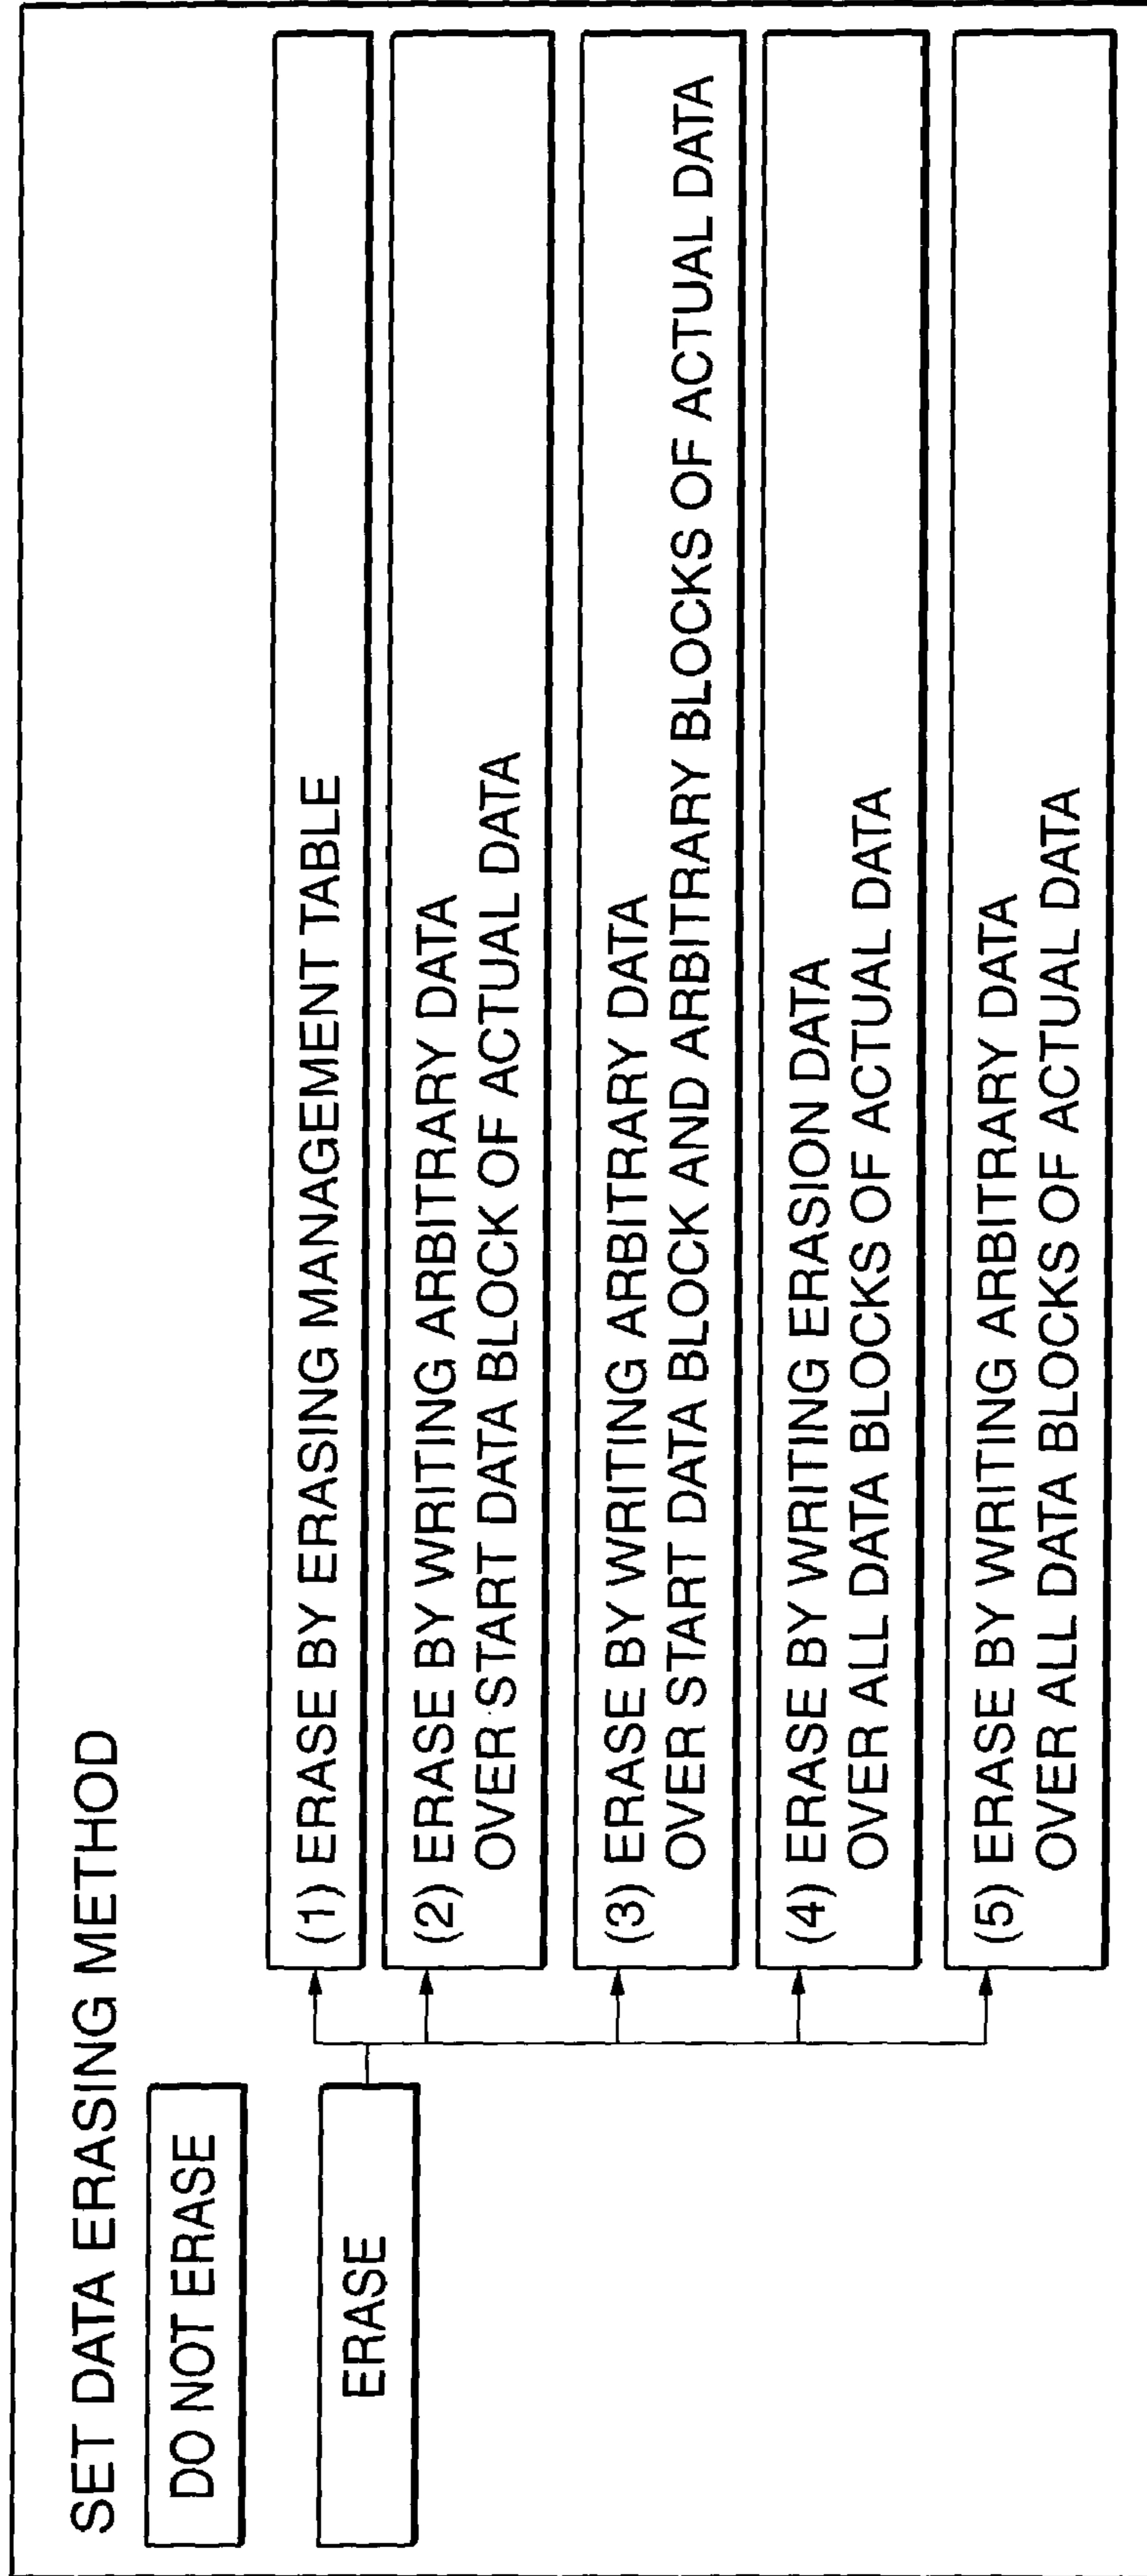 SET DATA ERASING METHOD
DO NOT ERASE
ERASE
(1) ERASE BY ERASING MANAGEMENT TABLE
(2) ERASE BY WRITING ARBITRARY DATA
OVER START DATA BLOCK OF ACTUAL DATA
(3) ERASE BY WRITING ARBITRARY DATA
OVER START DATA BLOCK AND ARBITRARY BLOCKS OF ACTUAL DATA
(4) ERASE BY WRITING ERASION DATA
OVER ALL DATA BLOCKS OF ACTUAL DATA
(5) ERASE BY WRITING ARBITRARY DATA
OVER ALL DATA BLOCKS OF ACTUAL DATA